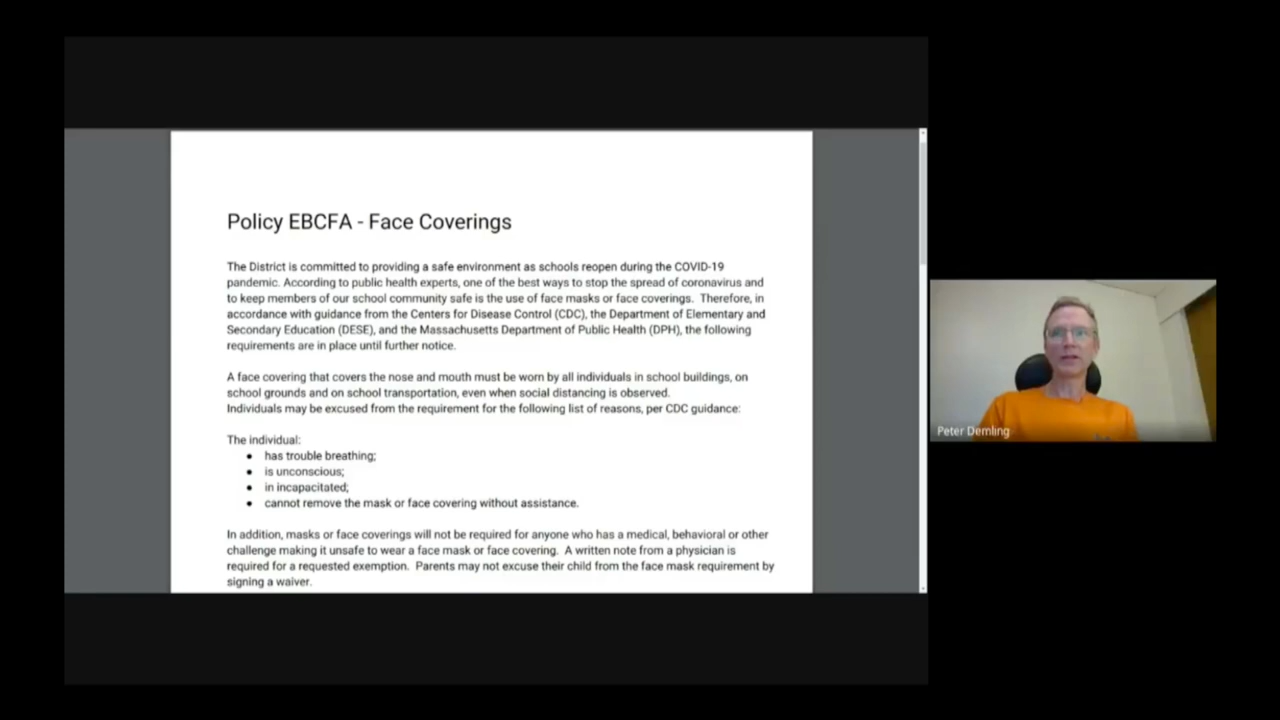 Policy EBCFA - Face Coverings
The District is committed to providing a safe environment as schools reopen during the COVID-19
pandemic. According to public health experts, one of the best ways to stop the spread of coronavirus and
to keep members of our school community safe is the use of face masks or face coverings. Therefore, in
accordance with guidance from the Centers for Disease Control (CDC), the Department of Elementary and
Secondary Education (DESE), and the Massachusetts Department of Public Health (DPH), the following
requirements are in place until further notice.
A face covering that covers the nose and mouth must be worn by all individuals in school buildings, on
school grounds and on school transportation, even when social distancing is observed.
Individuals may be excused from the requirement for the following list of reasons, per CDC guidance:
The individual:
● has trouble breathing;
● is unconscious;
● in incapacitated;
● cannot remove the mask or face covering without assistance.
In addition, masks or face coverings will not be required for anyone who has a medical, behavioral or other
challenge making it unsafe to wear a face mask or face covering. A written note from a physician is
required for a requested exemption. Parents may not excuse their child from the face mask requirement by
signing a waiver.
Peter Demling